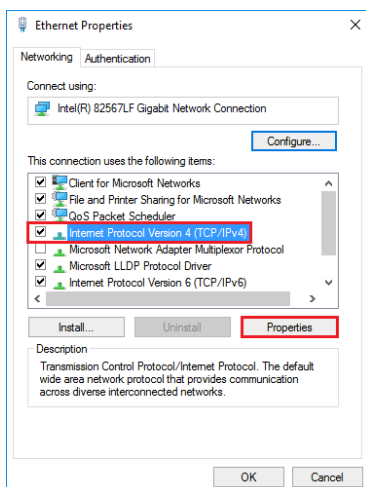 Ethernet Properties
Networking
Authentication
Connect using:
Intel(R) 82567LF Gigabit Network Connection
Configure...
This connection uses the following items:
Client for Microsoft Networks
File and Printer Sharing for Microsoft Networks
QoS Packet Scheduler
Internet Protocol Version 4 (TCP/IPv4)
Microsoft Network Adapter Multiplexor Protocol
Microsoft LLDP Protocol Driver
Internet Protocol Version 6 (TCP/IPv6)
Install...
Uninstall
Properties
Description
Transmission Control Protocol/Internet Protocol. The default
wide area network protocol that provides communication
across diverse interconnected networks.
OK
Cancel